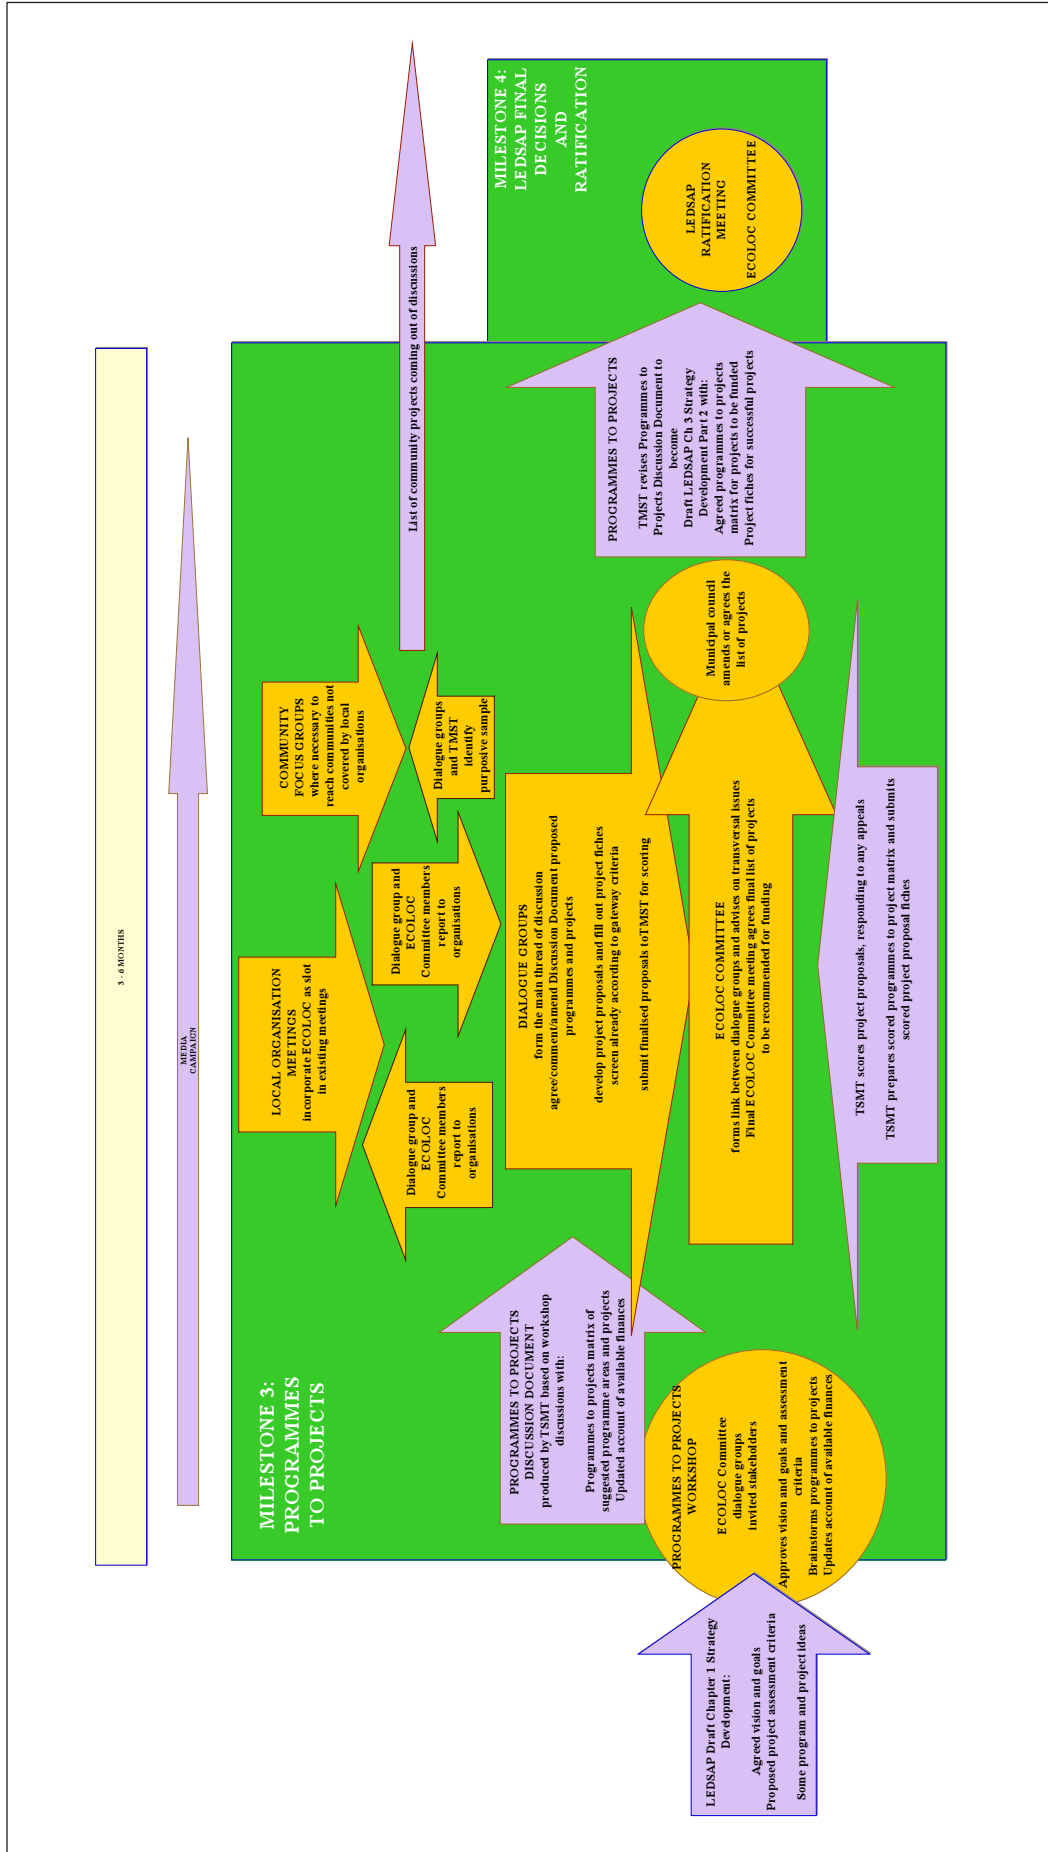 3 - 6 MONTHS
MEDIA
CAMPAIGN
MILESTONE 3:
PROGRAMMES
TO PROJECTS
MILESTONE 4:
LEDSAP FINAL
DECISIONS
AND
RATIFICATION
LEDSAP Draft Chapter 1 Strategy
Development:
Agreed vision and goals
Proposed project assessment criteria
Some program and project ideas
PROGRAMMES TO PROJECTS
WORKSHOP
ECOLOC Committee
dialogue groups
invited stakeholders
Approves vision and goals and assessment
criteria
Brainstorms programmes to projects
Updates account of available finances
PROGRAMMES TO PROJECTS
DISCUSSION DOCUMENT
produced by TSMT based on workshop
discussions with:
Programmes to projects matrix of
suggested programme areas and projects
Updated account of available finances
LOCAL ORGANISATION
MEETINGS
incorporate ECOLOC as slot
in existing meetings
Dialogue group and
ECOLOC
Committee members
report to
organisations
Dialogue group and
ECOLOC
Committee members
report to
organisations
COMMUNITY
FOCUS GROUPS
where necessary to
reach communities not
covered by local
organisations
Dialogue groups
and TMST
identify
purposive sample
List of community projects coming out of discussions
DIALOGUE GROUPS
form the main thread of discussion
agree/comment/amend Discussion Document proposed
programmes and projects
develop project proposals and fill out project fiches
screen already according to gateway criteria
submit finalised proposals to TMST for scoring
ECOLOC COMMITTEE
forms link between dialogue groups and advises on transversal issues
Final ECOLOC Committee meeting agrees final list of projects
to be recommended for funding
TSMT scores project proposals, responding to any appeals
TSMT prepares scored programmes to project matrix and submits
scored project proposal fiches
Municipal council
amends or agrees the
list of projects
PROGRAMMES TO PROJECTS
TMST revises Programmes to
Projects Discussion Document to
become
Draft LEDSAP Ch 3 Strategy
Development Part 2 with:
Agreed programmes to projects
matrix for projects to be funded
Project fiches for successful projects
LEDSAP
RATIFICATION
MEETING
ECOLOC COMMITTEE